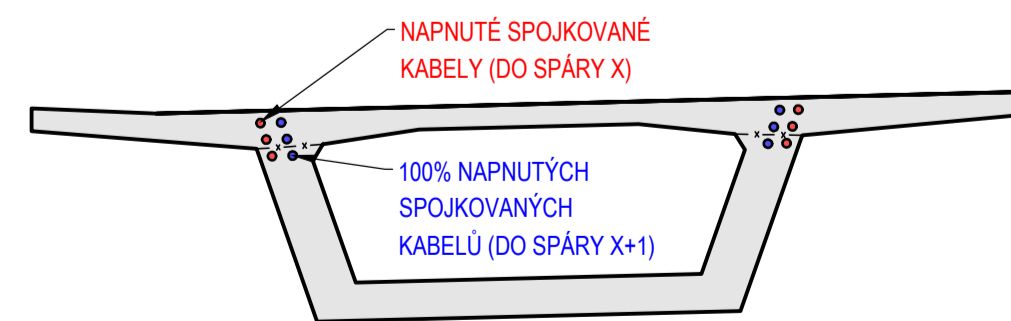 NAPNUTÉ SPOJKOVANÉ
KABELY (DO SPÁRY X)
100% NAPNUTÝCH
SPOJKOVANÝCH
KABELŮ (DO SPÁRY X+1)